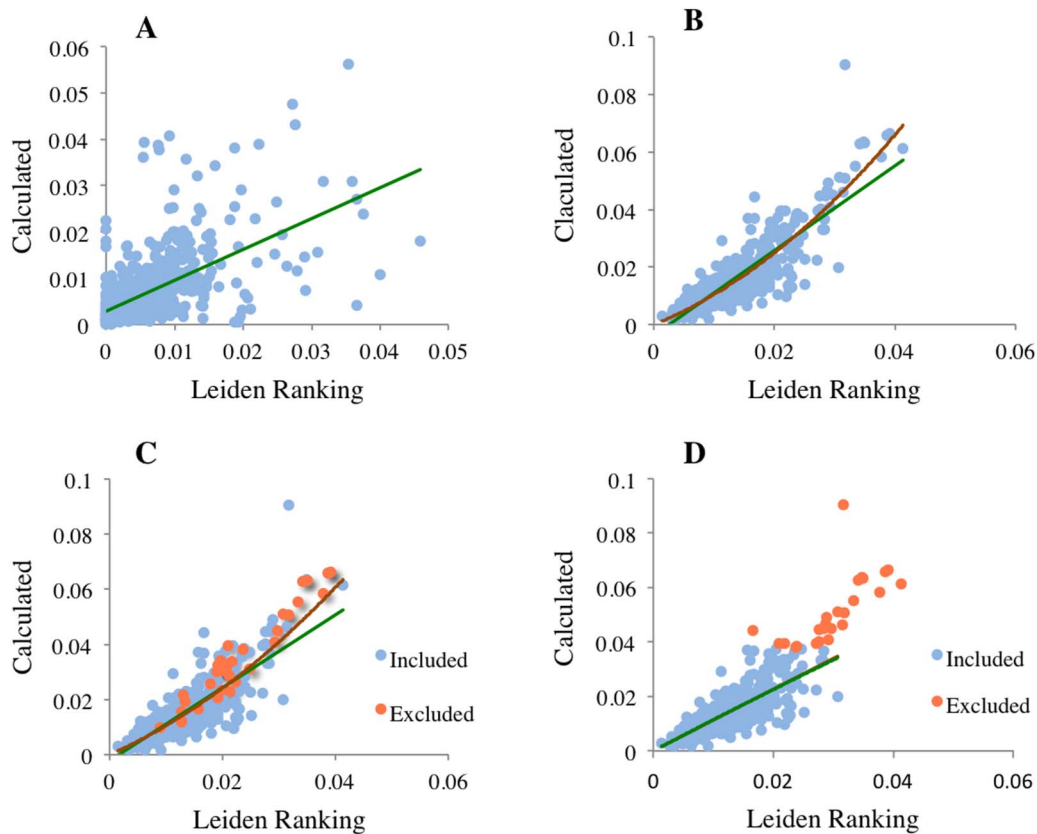 A
B
0.06
0.05
0.04
0.03
0.02
0.01
0
Calculated
0 0.01 0.02 0.03 0.04 0.05
Leiden Ranking
0.1
0.08
0.06
0.04
0.02
0
Claculated
0 0.02 0.04 0.06
Leiden Ranking
C
D
0.1
0.08
0.06
0.04
0.02
0
Calculated
Included
Excluded
0 0.02 0.04 0.06
Leiden Ranking
0.1
0.08
0.06
0.04
0.02
0
Calculated
Included
Excluded
0 0.02 0.04 0.06
Leiden Ranking